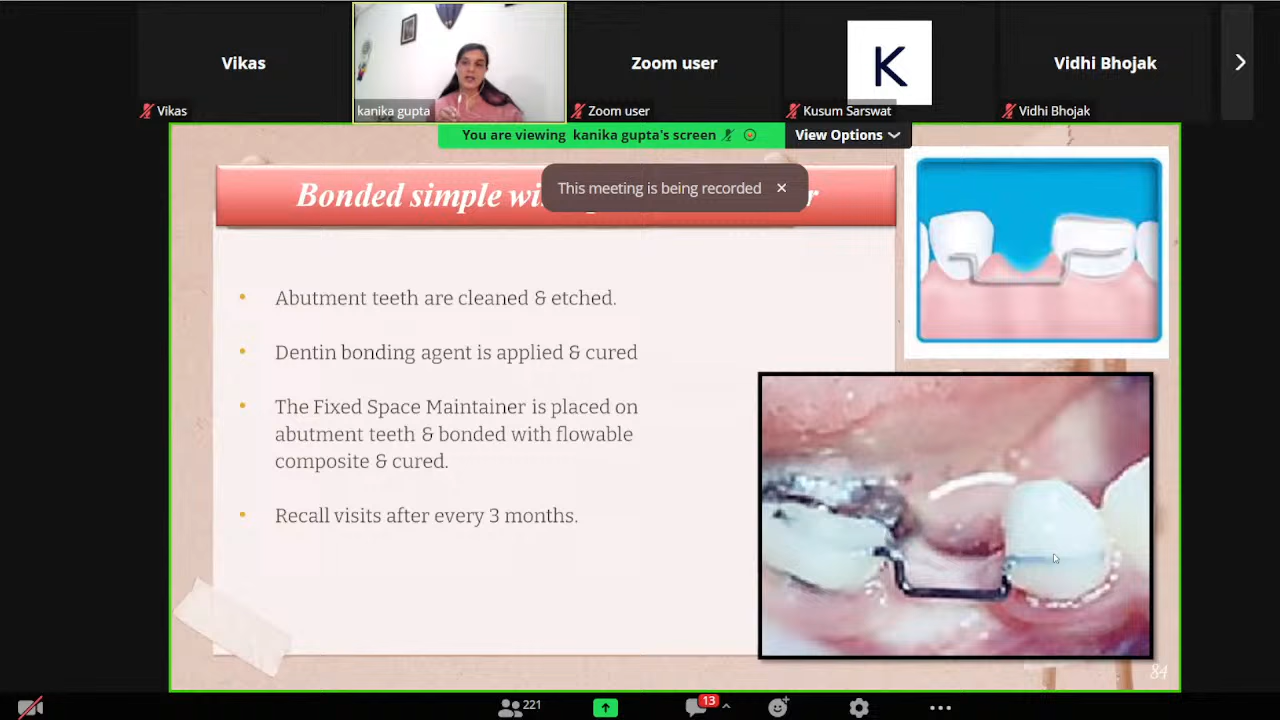 Vikas
Zoom user
K
Vidhi Bhojak
Vikas
kanika gupta
Zoom user
Kusum Sarswat
Vidhi Bhojak
You are viewing kanika gupta's screen
View Options
This meeting is being recorded
Bonded simple wi
r
Abutment teeth are cleaned & etched.
Dentin bonding agent is applied & cured
The Fixed Space Maintainer is placed on
abutment teeth & bonded with flowable
composite & cured.
Recall visits after every 3 months.
84
221
13